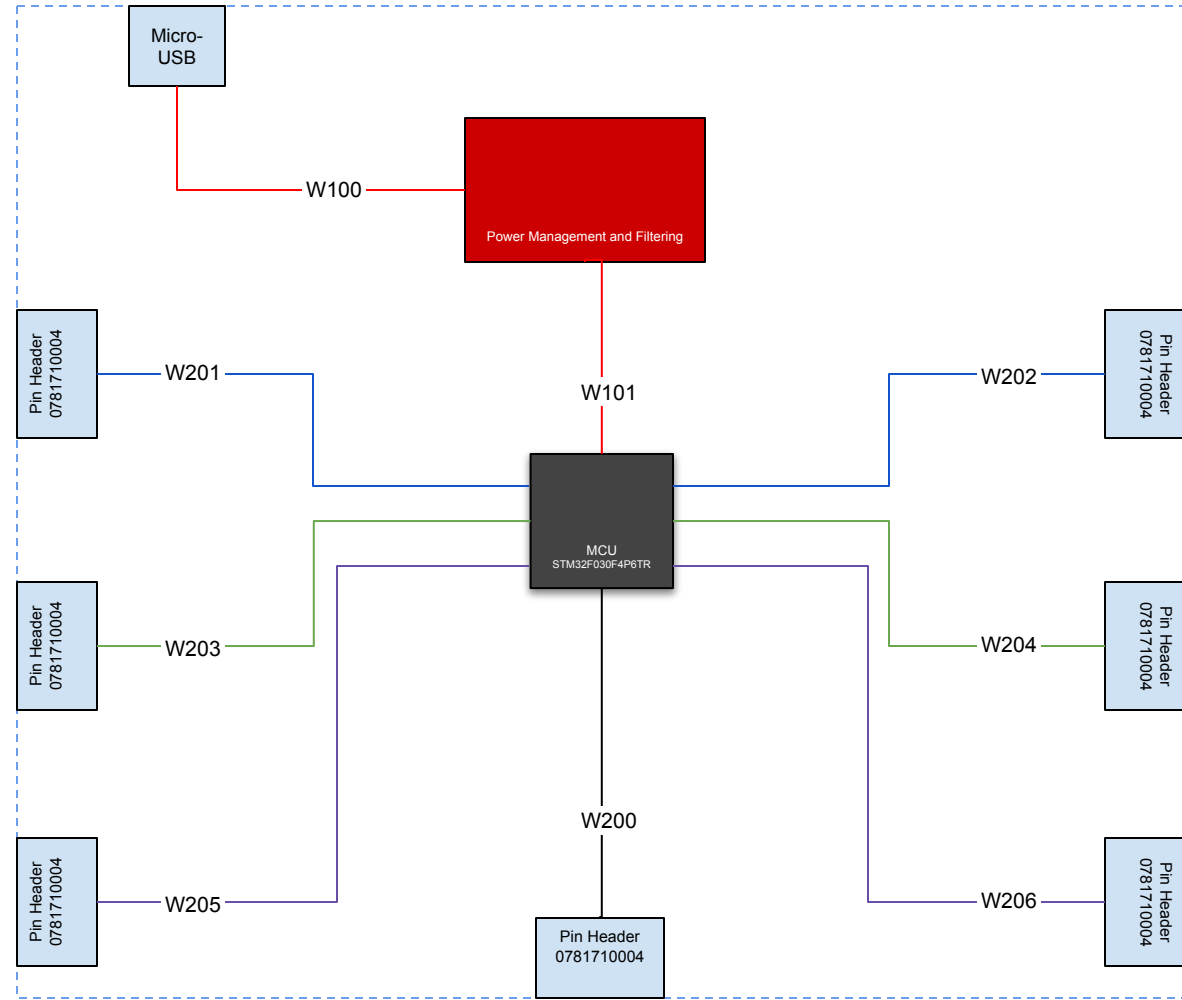 Micro-
USB
W100
Power Management and Filtering
Pin Header
0781710004
W201
W101
W202
Pin Header
0781710004
MCU
STM32F030F4P6TR
Pin Header
0781710004
W203
W204
Pin Header
0781710004
W200
Pin Header
0781710004
W205
W206
Pin Header
0781710004
Pin Header
0781710004